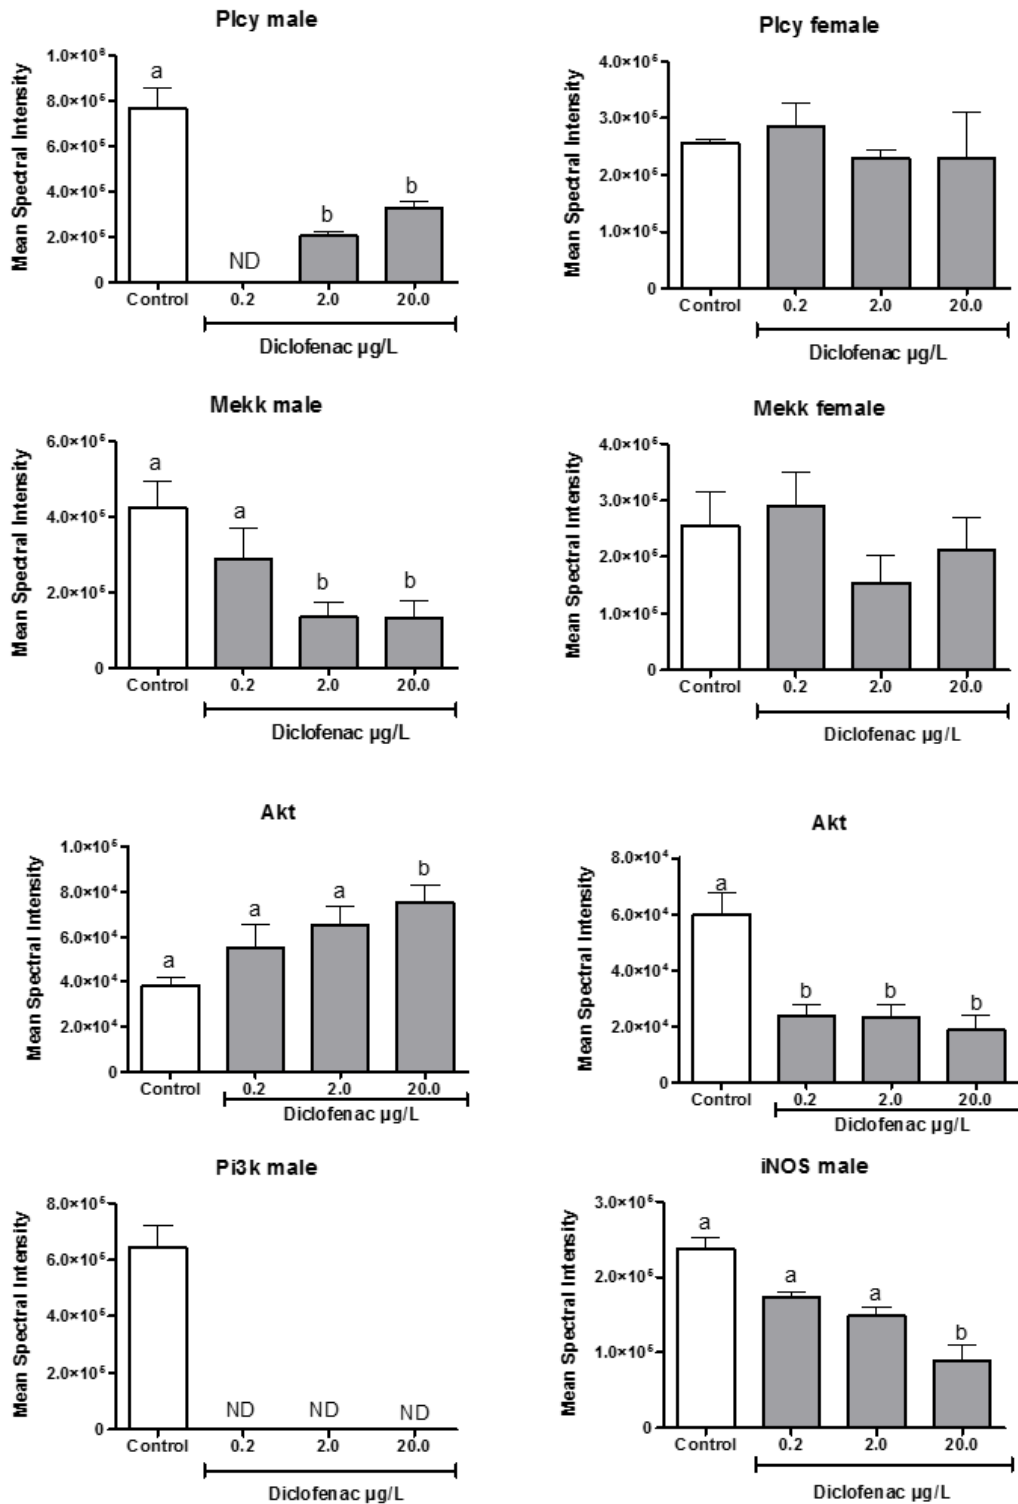 Plcy male
Mean Spectral Intensity
1.0×10⁶
8.0×10⁵
6.0×10⁵
4.0×10⁵
2.0×10⁵
0
a
ND
b
b
Control 0.2 2.0 20.0
Diclofenac µg/L
Plcy female
Mean Spectral Intensity
4.0×10⁵
3.0×10⁵
2.0×10⁵
1.0×10⁵
0
Control 0.2 2.0 20.0
Diclofenac µg/L
Mekk male
Mean Spectral Intensity
6.0×10⁵
4.0×10⁵
2.0×10⁵
0
a
a
b
b
Control 0.2 2.0 20.0
Diclofenac µg/L
Mekk female
Mean Spectral Intensity
4.0×10⁵
3.0×10⁵
2.0×10⁵
1.0×10⁵
0
Control 0.2 2.0 20.0
Diclofenac µg/L
Akt
Mean Spectral Intensity
1.0×10⁵
8.0×10⁴
6.0×10⁴
4.0×10⁴
2.0×10⁴
0
a
a
a
b
Control 0.2 2.0 20.0
Diclofenac µg/L
Akt
Mean Spectral Intensity
8.0×10⁴
6.0×10⁴
4.0×10⁴
2.0×10⁴
0
a
b
b
b
Control 0.2 2.0 20.0
Diclofenac µg/L
Pi3k male
Mean Spectral Intensity
8.0×10⁵
6.0×10⁵
4.0×10⁵
2.0×10⁵
0
ND
ND
ND
Control 0.2 2.0 20.0
Diclofenac µg/L
iNOS male
Mean Spectral Intensity
3.0×10⁵
2.0×10⁵
1.0×10⁵
0
a
a
a
b
Control 0.2 2.0 20.0
Diclofenac µg/L